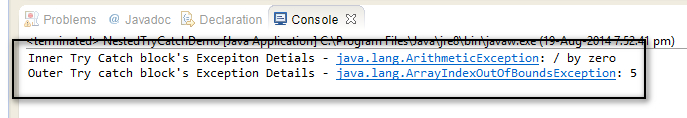 Problems @ Javadoc Declaration Console
<terminated> NestedTryCatchDemo [Java Application] C:\Program Files\Java\jre8\bin\javaw.exe (19-Aug-2014 7:52:41 pm)
Inner Try Catch block's Excepiton Detials - java.lang.ArithmeticException: / by zero
Outer Try catch block's Exception Details - java.lang.ArrayIndexOutOfBoundsException: 5